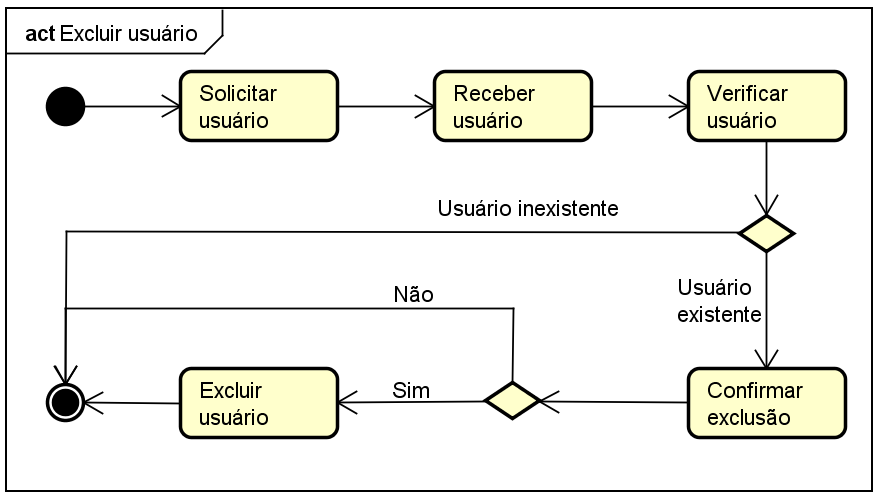 act Excluir usuário
Solicitar
usuário
Receber
usuário
Verificar
usuário
Usuário inexistente
Usuário
existente
Não
Excluir
usuário
Sim
Confirmar
exclusão